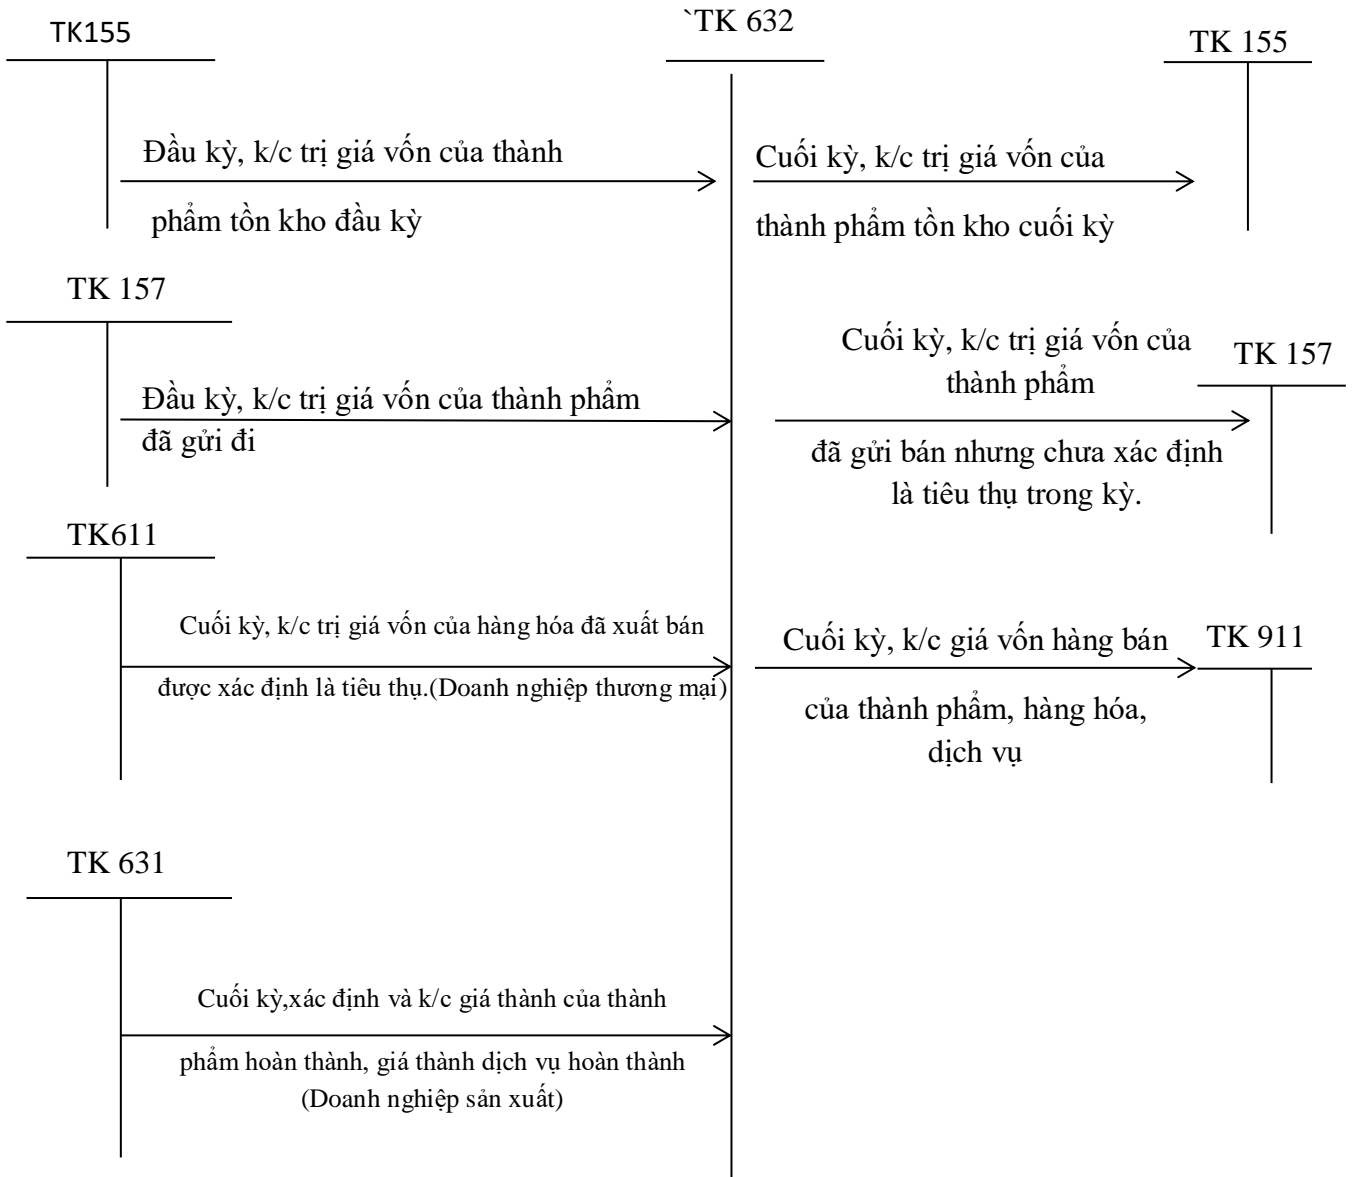 TK155
`TK 632
TK 155
Đầu kỳ, k/c trị giá vốn của thành
phẩm tồn kho đầu kỳ
Cuối kỳ, k/c trị giá vốn của
thành phẩm tồn kho cuối kỳ
TK 157
Đầu kỳ, k/c trị giá vốn của thành phẩm
đã gửi đi
Cuối kỳ, k/c trị giá vốn của
thành phẩm
đã gửi bán nhưng chưa xác định
là tiêu thụ trong kỳ.
TK 157
TK611
Cuối kỳ, k/c trị giá vốn của hàng hóa đã xuất bán
được xác định là tiêu thụ.(Doanh nghiệp thương mại)
Cuối kỳ, k/c giá vốn hàng bán
của thành phẩm, hàng hóa,
dịch vụ
TK 911
TK 631
Cuối kỳ,xác định và k/c giá thành của thành
phẩm hoàn thành, giá thành dịch vụ hoàn thành
(Doanh nghiệp sản xuất)